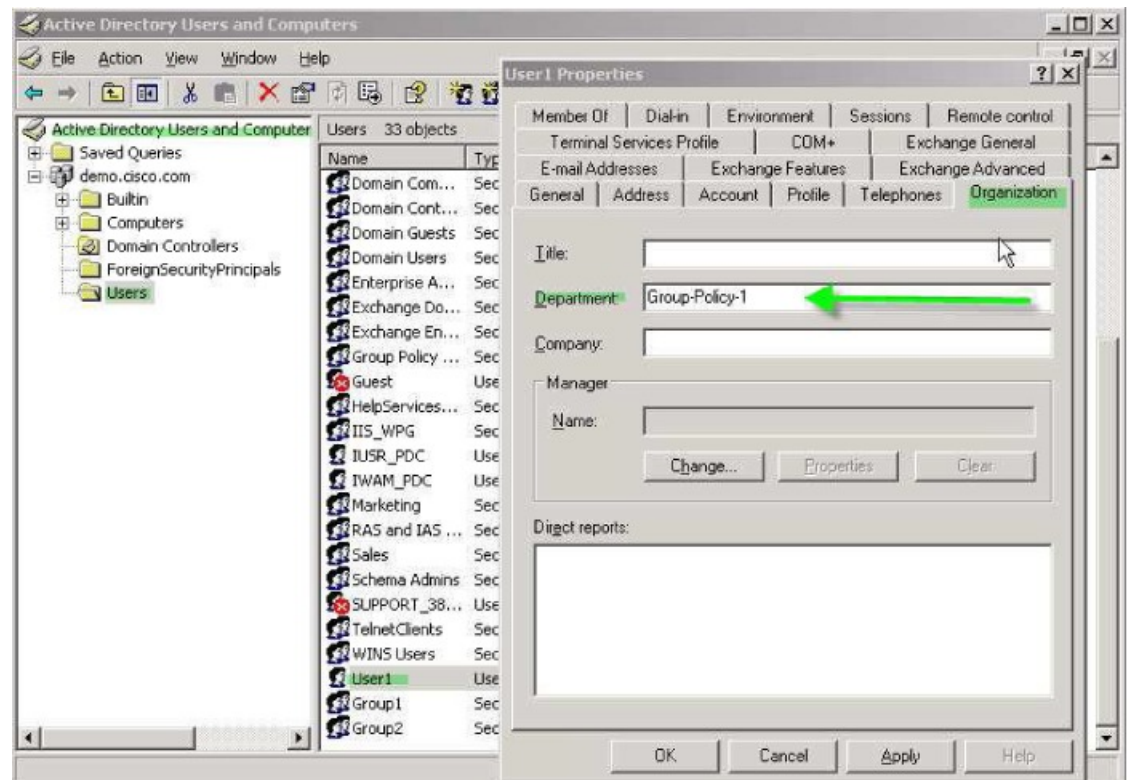 Active Directory Users and Computers
File Action View Window Help
Active Directory Users and Computer
Saved Queries
demo.cisco.com
Builtin
Computers
Domain Controllers
ForeignSecurityPrincipals
Users
Users 33 objects
Name Typ
Domain Com... Sec
Domain Cont... Sec
Domain Guests Sec
Domain Users Sec
Enterprise A... Sec
Exchange Do... Sec
Exchange En... Sec
Group Policy ... Sec
Guest Use
HelpServices... Sec
IIS_WPG Sec
IUSR_PDC Use
IWAM_PDC Use
Marketing Sec
RAS and IAS ... Sec
Sales Sec
Schema Admins Sec
SUPPORT_38... Use
TelnetClients Sec
WINS Users Sec
User1 Use
Group1 Sec
Group2 Sec
User1 Properties
Member Of Dial-in Environment Sessions Remote control
Terminal Services Profile COM+ Exchange General
E-mail Addresses Exchange Features Exchange Advanced
General Address Account Profile Telephones Organization
Title:
Department: Group-Policy-1
Company:
Manager
Name:
Change... Properties Clear
Direct reports:
OK Cancel Apply Help